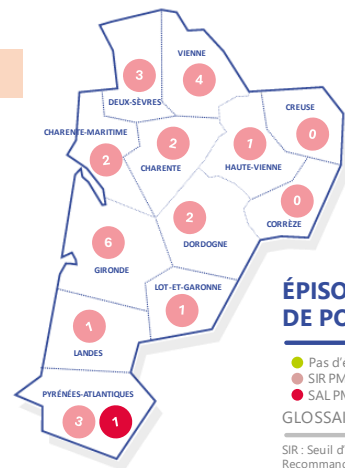 VIENNE
3
4
DEUX-SÈVRES
CREUSE
CHARENTE-MARITIME
2
2
1
0
CHARENTE
HAUTE-VIENNE
0
CORRÈZE
2
DORDOGNE
6
GIRONDE
LOT-ET-GARONNE
1
1
LANDES
PYRÉNÉES-ATLANTIQUES
3
1
ÉPISO
DE PO
Pas d'é
SIR PM
SAL PM
GLOSSAI
SIR : Seuil d'
Recommand